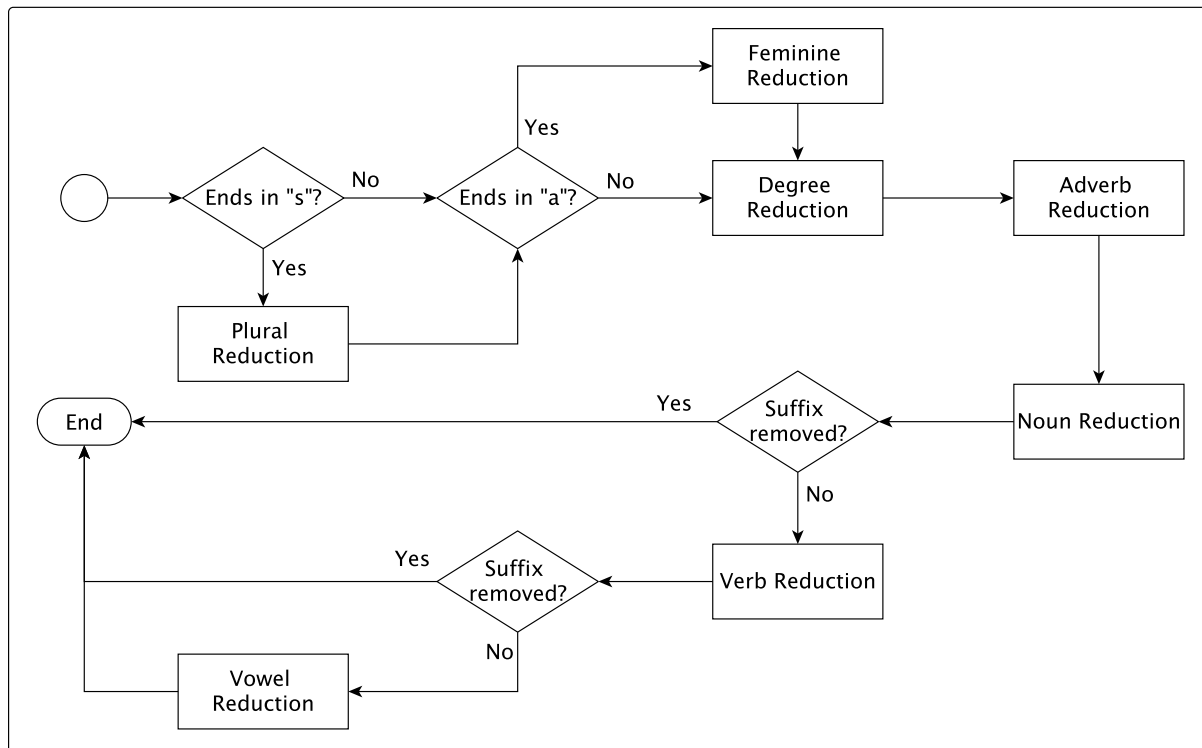 Feminine
Reduction
Yes
Ends in "s"?
No
Ends in "a"?
No
Degree
Reduction
Adverb
Reduction
Yes
Plural
Reduction
End
Yes
Suffix
removed?
Noun Reduction
No
Yes
Suffix
removed?
Verb Reduction
No
Vowel
Reduction